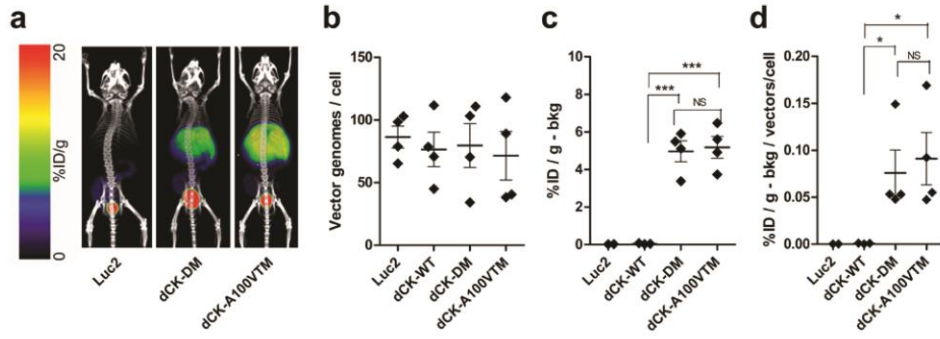 a
20
%ID/g
0
Luc2
dCK-DM
dCK-A100VTM
b
Vector genomes / cell
150
100
50
0
Luc2
dCK-WT
dCK-DM
dCK-A100VTM
c
%ID / g - bkg
10
8
6
4
2
0
***
***
NS
Luc2
dCK-WT
dCK-DM
dCK-A100VTM
d
%ID / g - bkg / vectors/cell
0.20
0.15
0.10
0.05
0.00
*
*
NS
Luc2
dCK-WT
dCK-DM
dCK-A100VTM